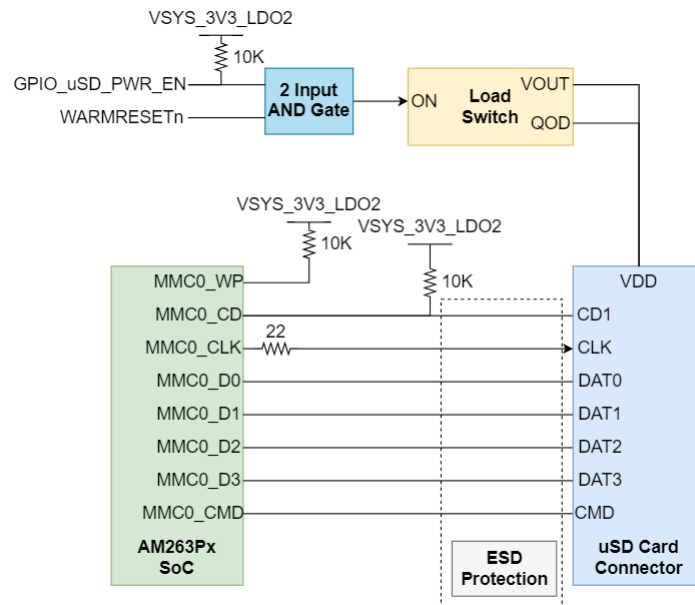 VSYS_3V3_LDO2
10K
GPIO_uSD_PWR_EN
WARMRESETn
2 Input
AND Gate
ON
Load
Switch
VOUT
QOD
VSYS_3V3_LDO2
10K
VSYS_3V3_LDO2
10K
MMC0_WP
MMC0_CD
MMC0_CLK
22
MMC0_D0
MMC0_D1
MMC0_D2
MMC0_D3
MMC0_CMD
AM263Px
SoC
VDD
CD1
CLK
DAT0
DAT1
DAT2
DAT3
CMD
ESD
Protection
uSD Card
Connector